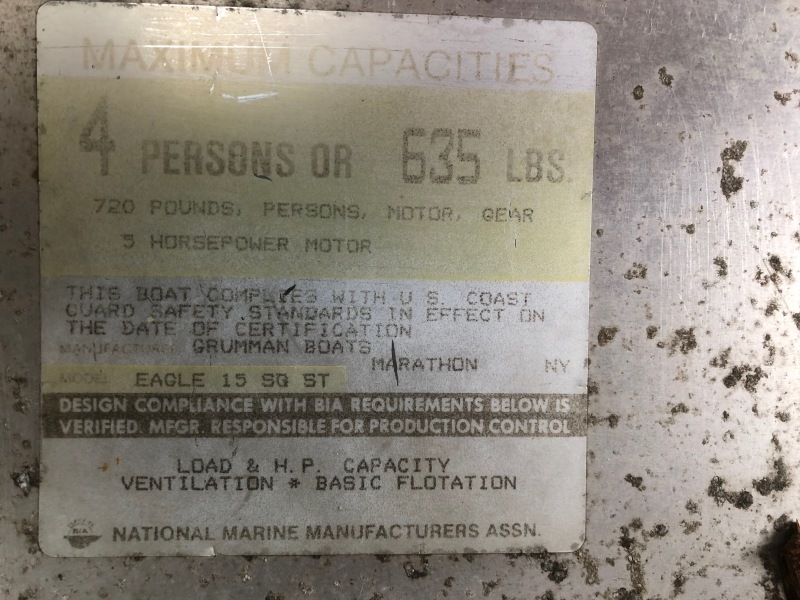 MAXIMUM CAPACITIES
4 PERSONS OR 635 LBS.
720 POUNDS, PERSONS, MOTOR, GEAR
5 HORSEPOWER MOTOR
THIS BOAT COMPLIES WITH U.S. COAST
GUARD SAFETY STANDARDS IN EFFECT ON
THE DATE OF CERTIFICATION
MANUFACTURER GRUMMAN BOATS
MARATHON NY
MODEL EAGLE 15 SQ ST
DESIGN COMPLIANCE WITH BIA REQUIREMENTS BELOW IS
VERIFIED. MFGR. RESPONSIBLE FOR PRODUCTION CONTROL
LOAD & H.P. CAPACITY
VENTILATION * BASIC FLOTATION
BIA NATIONAL MARINE MANUFACTURERS ASSN.